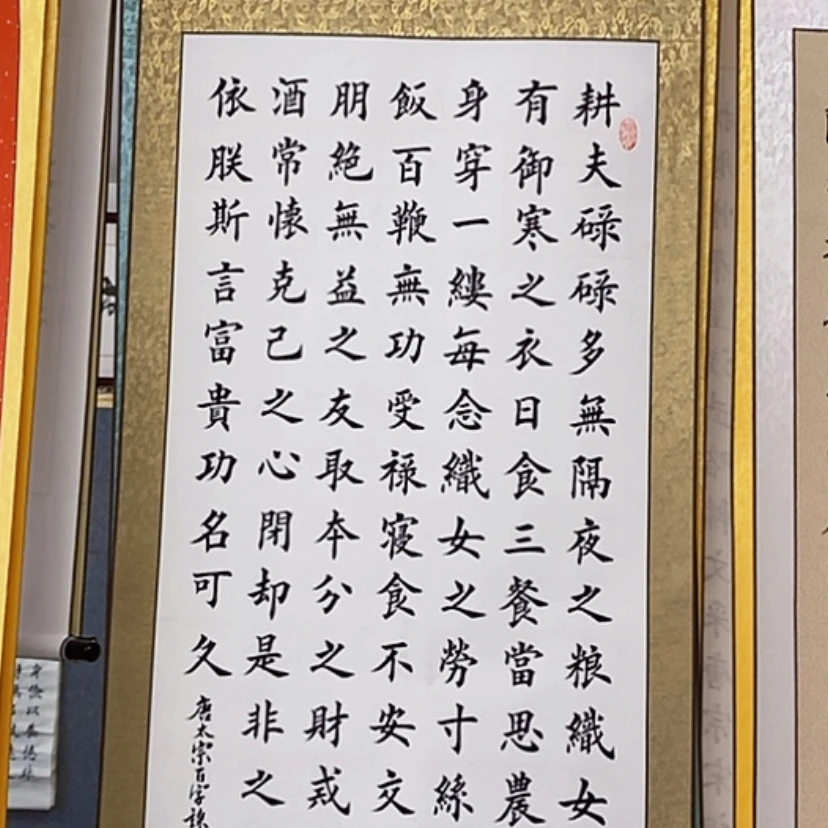 耕夫碌碌多無隔夜之粮織女
有御寒之衣日食三餐當思農
身穿一縷每念織女之勞寸絲
飯百鞭無功受禄寝食不安交
朋絕無益之友取本分之財戒
酒常懷克己之心閉却是非之
依朕斯言富貴功名可久
唐太宗百字